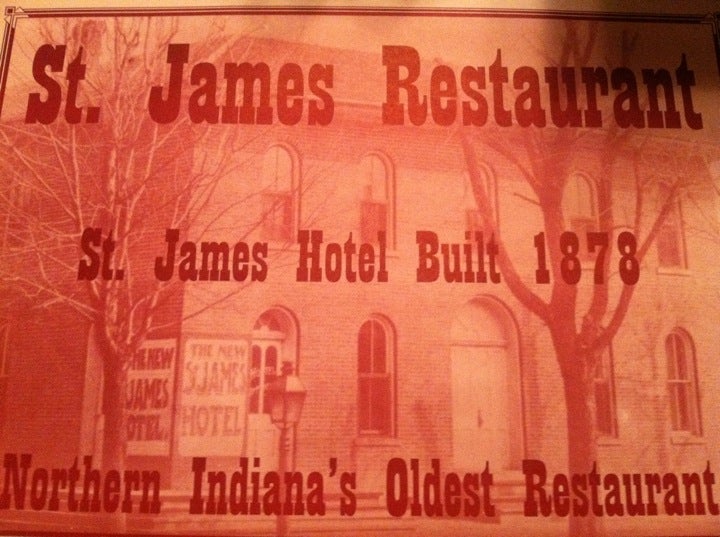 St. James Restaurant
St. James Hotel Built 1878
THE NEW
JAMES
OTEL
THE NEW
ST JAMES
HOTEL
Northern Indiana's Oldest Restaurant